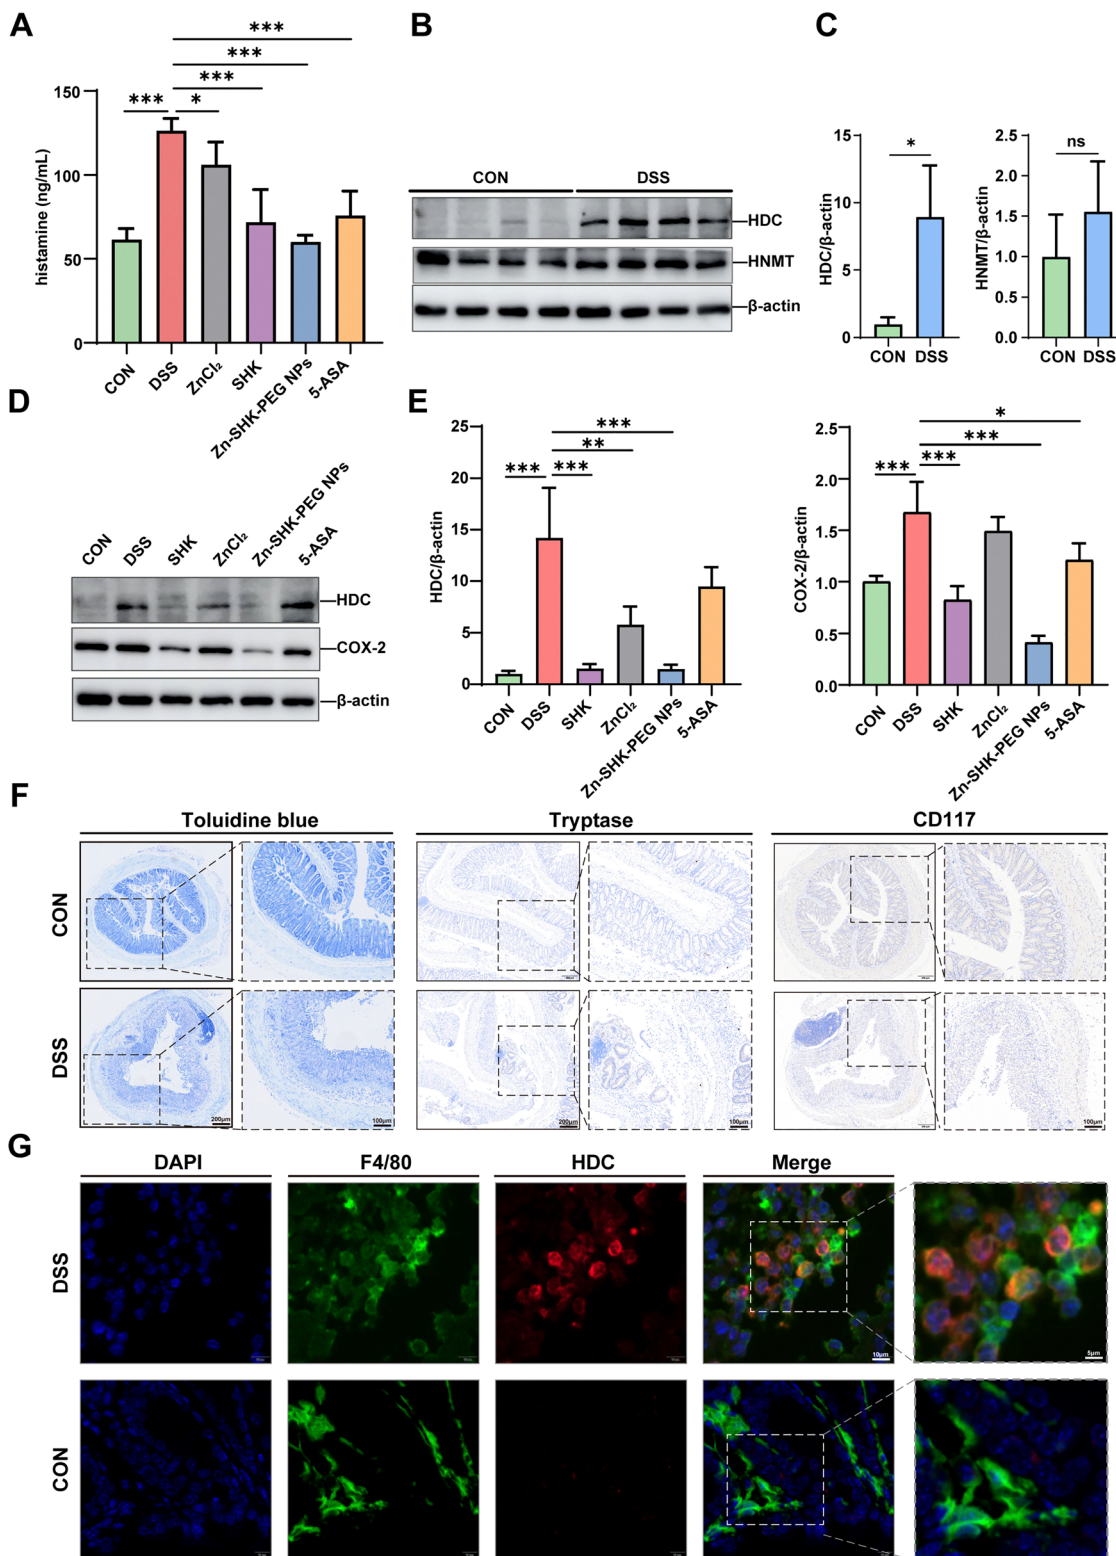 A
B
C
*** *** *** *** *
150
100
50
0
histamine (ng/mL)
CON DSS ZnCl₂ SHK Zn-SHK-PEG NPs 5-ASA
CON DSS
HDC
HNMT
β-actin
15
10
5
0
HDC/β-actin
*
CON DSS
2.5
2.0
1.5
1.0
0.5
0.0
HNMT/β-actin
ns
CON DSS
D
E
CON DSS SHK ZnCl₂ Zn-SHK-PEG NPs 5-ASA
HDC
COX-2
β-actin
25
20
15
10
5
0
HDC/β-actin
***
**
*** ***
CON DSS SHK ZnCl₂ Zn-SHK-PEG NPs 5-ASA
2.5
2.0
1.5
1.0
0.5
0.0
COX-2/β-actin
*
***
*** ***
CON DSS SHK ZnCl₂ Zn-SHK-PEG NPs 5-ASA
F
Toluidine blue Tryptase CD117
CON
DSS
200μm 100μm 200μm 100μm 100μm
G
DAPI F4/80 HDC Merge
DSS
10μm 5μm
CON